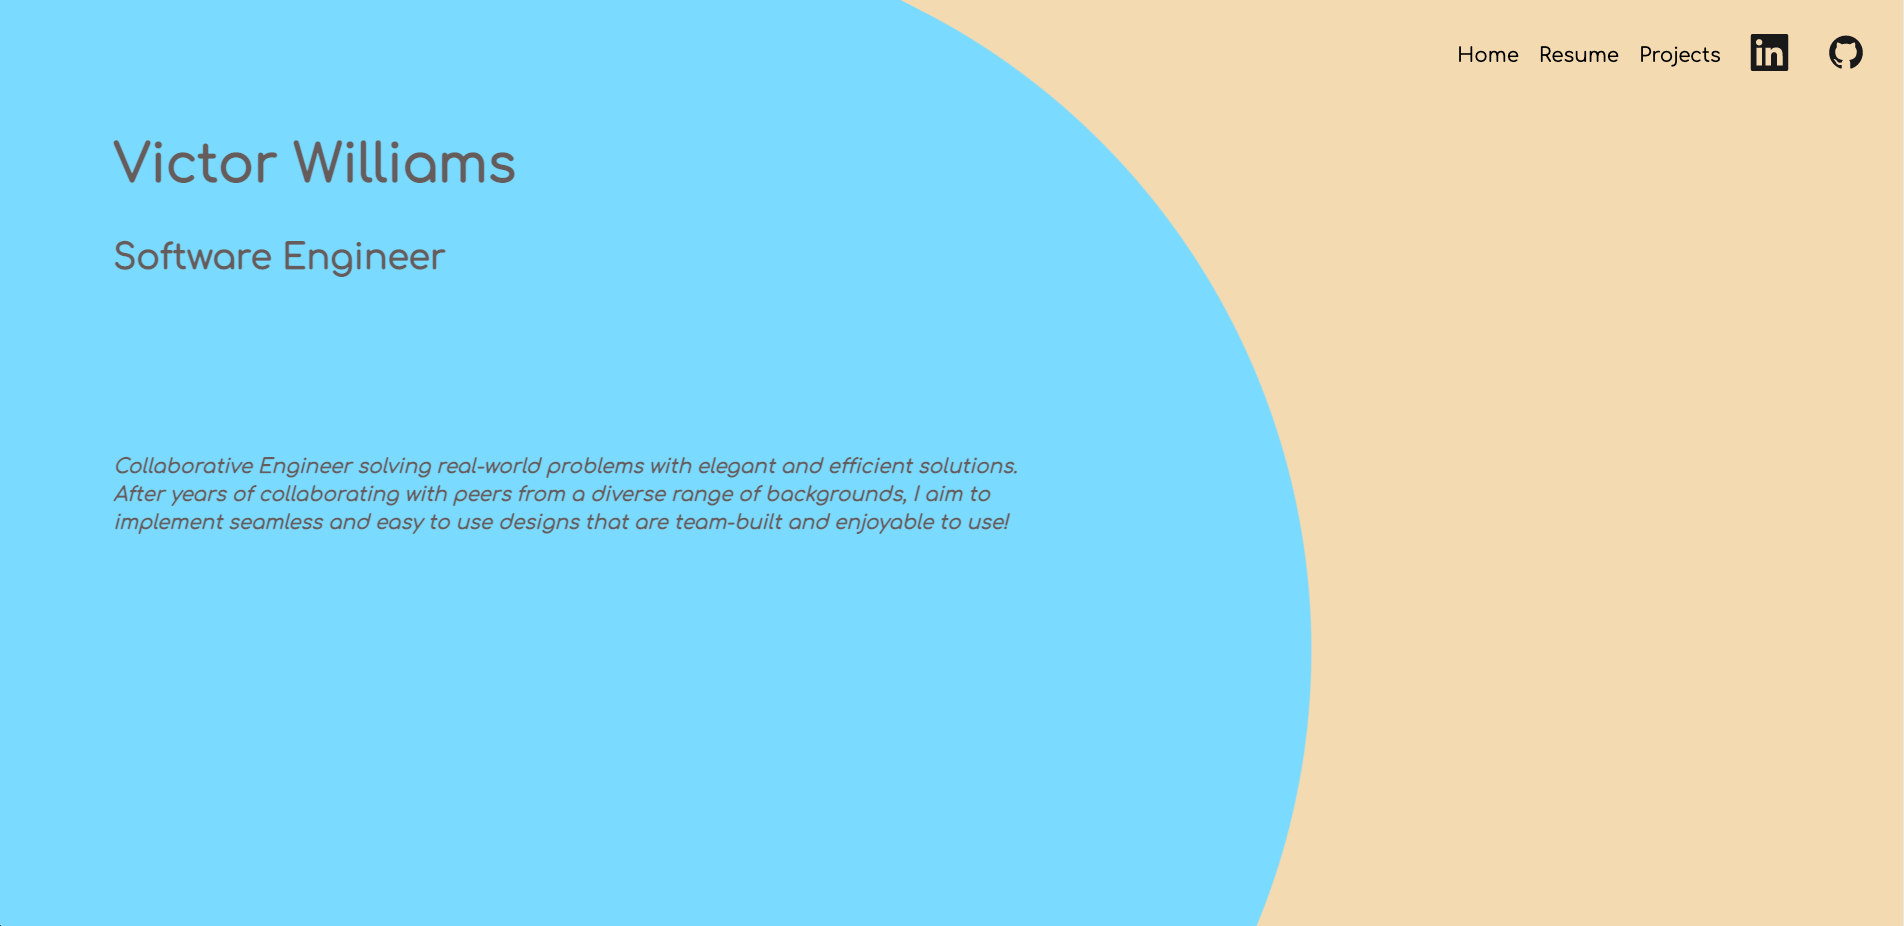 Home Resume Projects in
Victor Williams
Software Engineer
Collaborative Engineer solving real-world problems with elegant and efficient solutions.
After years of collaborating with peers from a diverse range of backgrounds, I aim to
implement seamless and easy to use designs that are team-built and enjoyable to use!